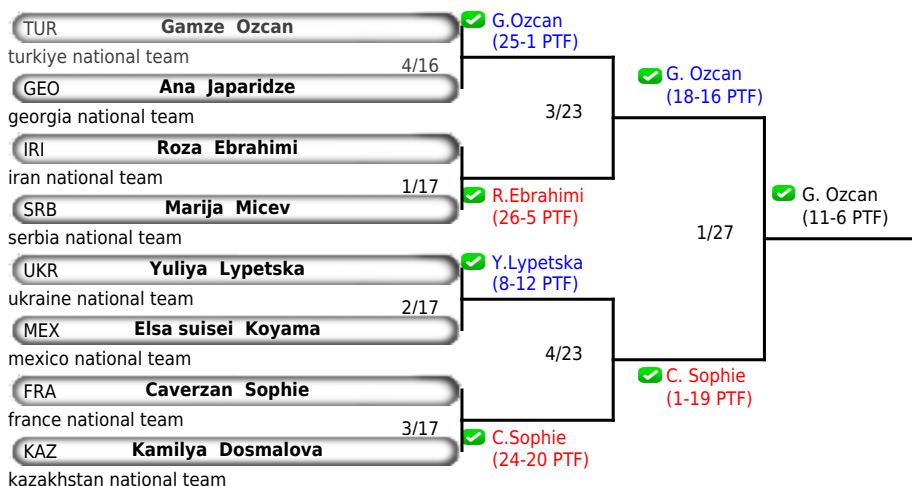 TUR Gamze Ozcan
turkiye national team
4/16
GEO Ana Japaridze
georgia national team
IRI Roza Ebrahimi
iran national team
1/17
SRB Marija Micev
serbia national team
UKR Yuliya Lypetska
ukraine national team
2/17
MEX Elsa suisei Koyama
mexico national team
FRA Caverzan Sophie
france national team
3/17
KAZ Kamilya Dosmalova
kazakhstan national team
G.Ozcan
(25-1 PTF)
3/23
R.Ebrahimi
(26-5 PTF)
Y.Lypetska
(8-12 PTF)
4/23
C.Sophie
(24-20 PTF)
G. Ozcan
(18-16 PTF)
1/27
C. Sophie
(1-19 PTF)
G. Ozcan
(11-6 PTF)